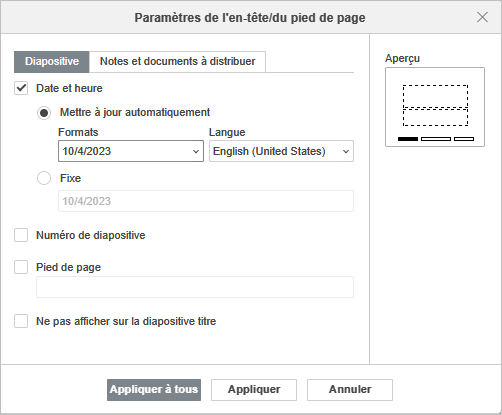 Paramètres de l'en-tête/du pied de page
Diapositive
Notes et documents à distribuer
Aperçu
Date et heure
Mettre à jour automatiquement
Formats
Langue
10/4/2023
English (United States)
Fixe
10/4/2023
Numéro de diapositive
Pied de page
Ne pas afficher sur la diapositive titre
Appliquer à tous
Appliquer
Annuler